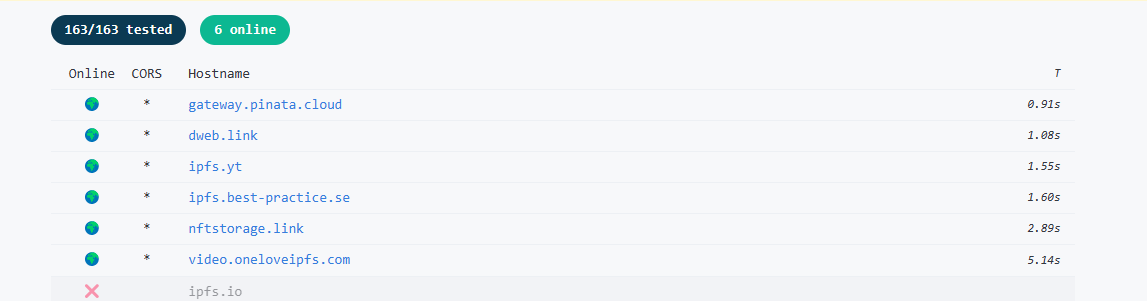 163/163 tested 6 online
Online CORS Hostname T
* gateway.pinata.cloud 0.91s
* dweb.link 1.08s
* ipfs.yt 1.55s
* ipfs.best-practice.se 1.60s
* nftstorage.link 2.89s
* video.oneloveipfs.com 5.14s
ipfs.io